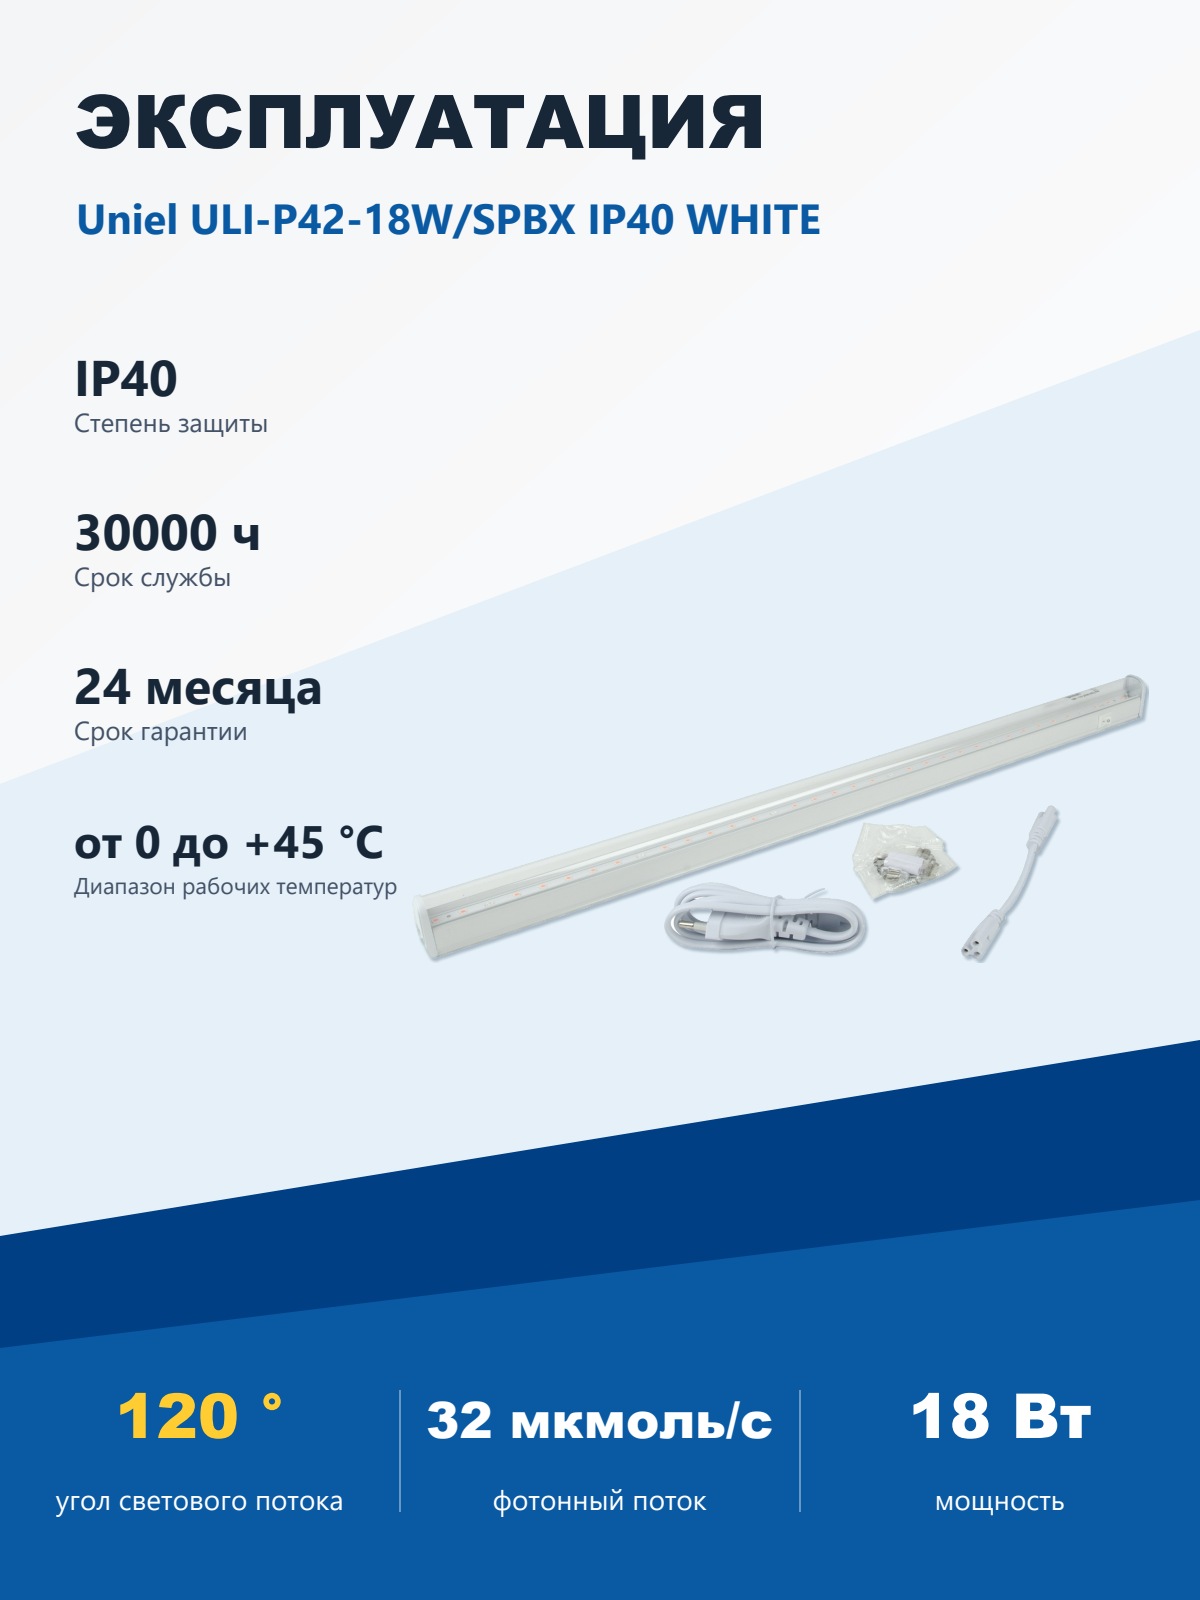 ЭКСПЛУАТАЦИЯ
Uniel ULI-P42-18W/SPBX IP40 WHITE
IP40
Степень защиты
30000 ч
Срок службы
24 месяца
Срок гарантии
от 0 до +45 °C
Диапазон рабочих температур
120 °
угол светового потока
32 мкмоль/с
фотонный поток
18 Вт
мощность